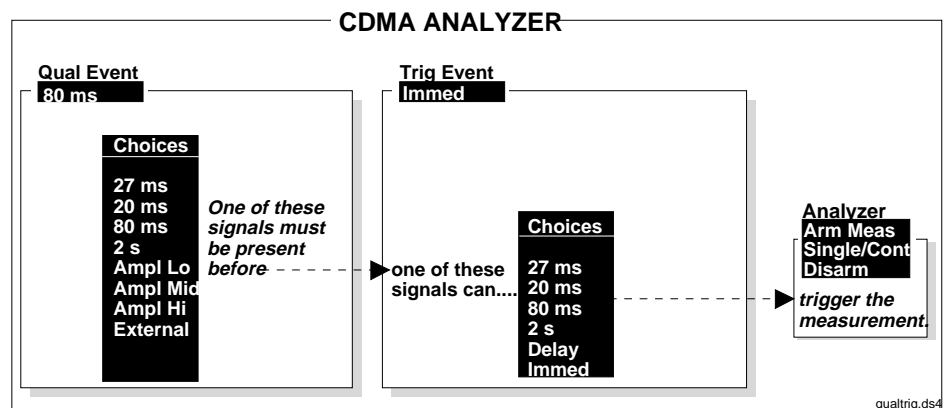 CDMA ANALYZER
Qual Event
80 ms
Choices
27 ms
20 ms
80 ms
2 s
Ampl Lo
Ampl Mid
Ampl Hi
External
One of these
signals must
be present
before
Trig Event
Immed
one of these
signals can....
Choices
27 ms
20 ms
80 ms
2 s
Delay
Immed
Analyzer
Arm Meas
Single/Cont
Disarm
trigger the
measurement.
qualtrig.ds4